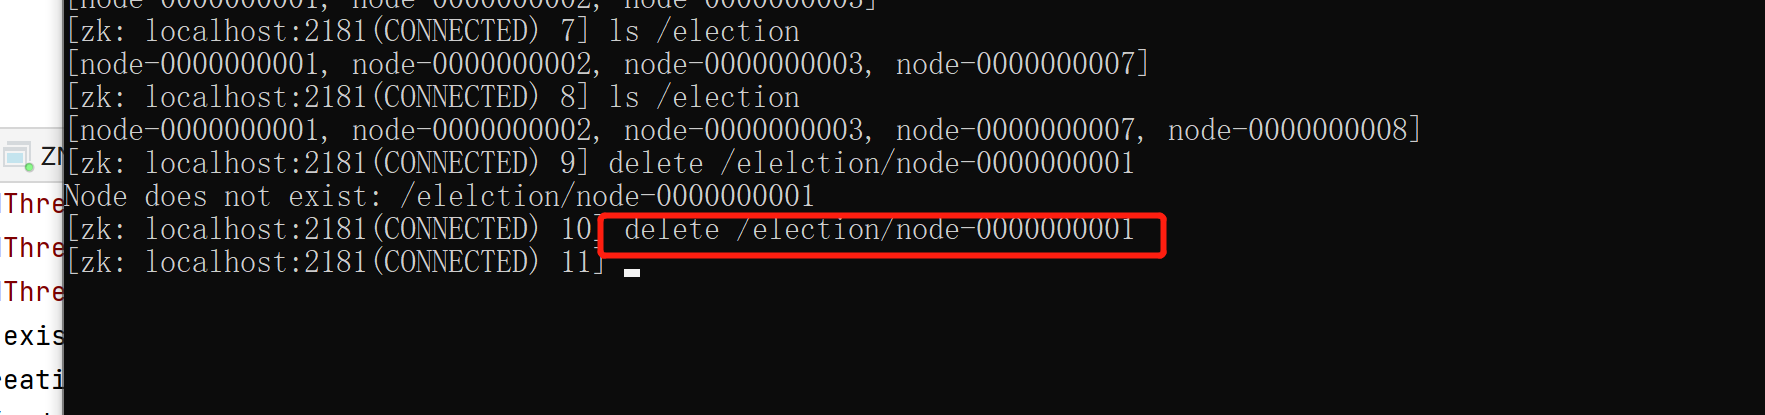 [node-0000000001, node-0000000002, node-0000000003]
[zk: localhost:2181(CONNECTED) 7] ls /election
[node-0000000001, node-0000000002, node-0000000003, node-0000000007]
[zk: localhost:2181(CONNECTED) 8] ls /election
[node-0000000001, node-0000000002, node-0000000003, node-0000000007, node-0000000008]
[zk: localhost:2181(CONNECTED) 9] delete /elelction/node-0000000001
Node does not exist: /elelction/node-0000000001
[zk: localhost:2181(CONNECTED) 10] delete /election/node-0000000001
[zk: localhost:2181(CONNECTED) 11]
Thre
Thre
Thre
exis
eati